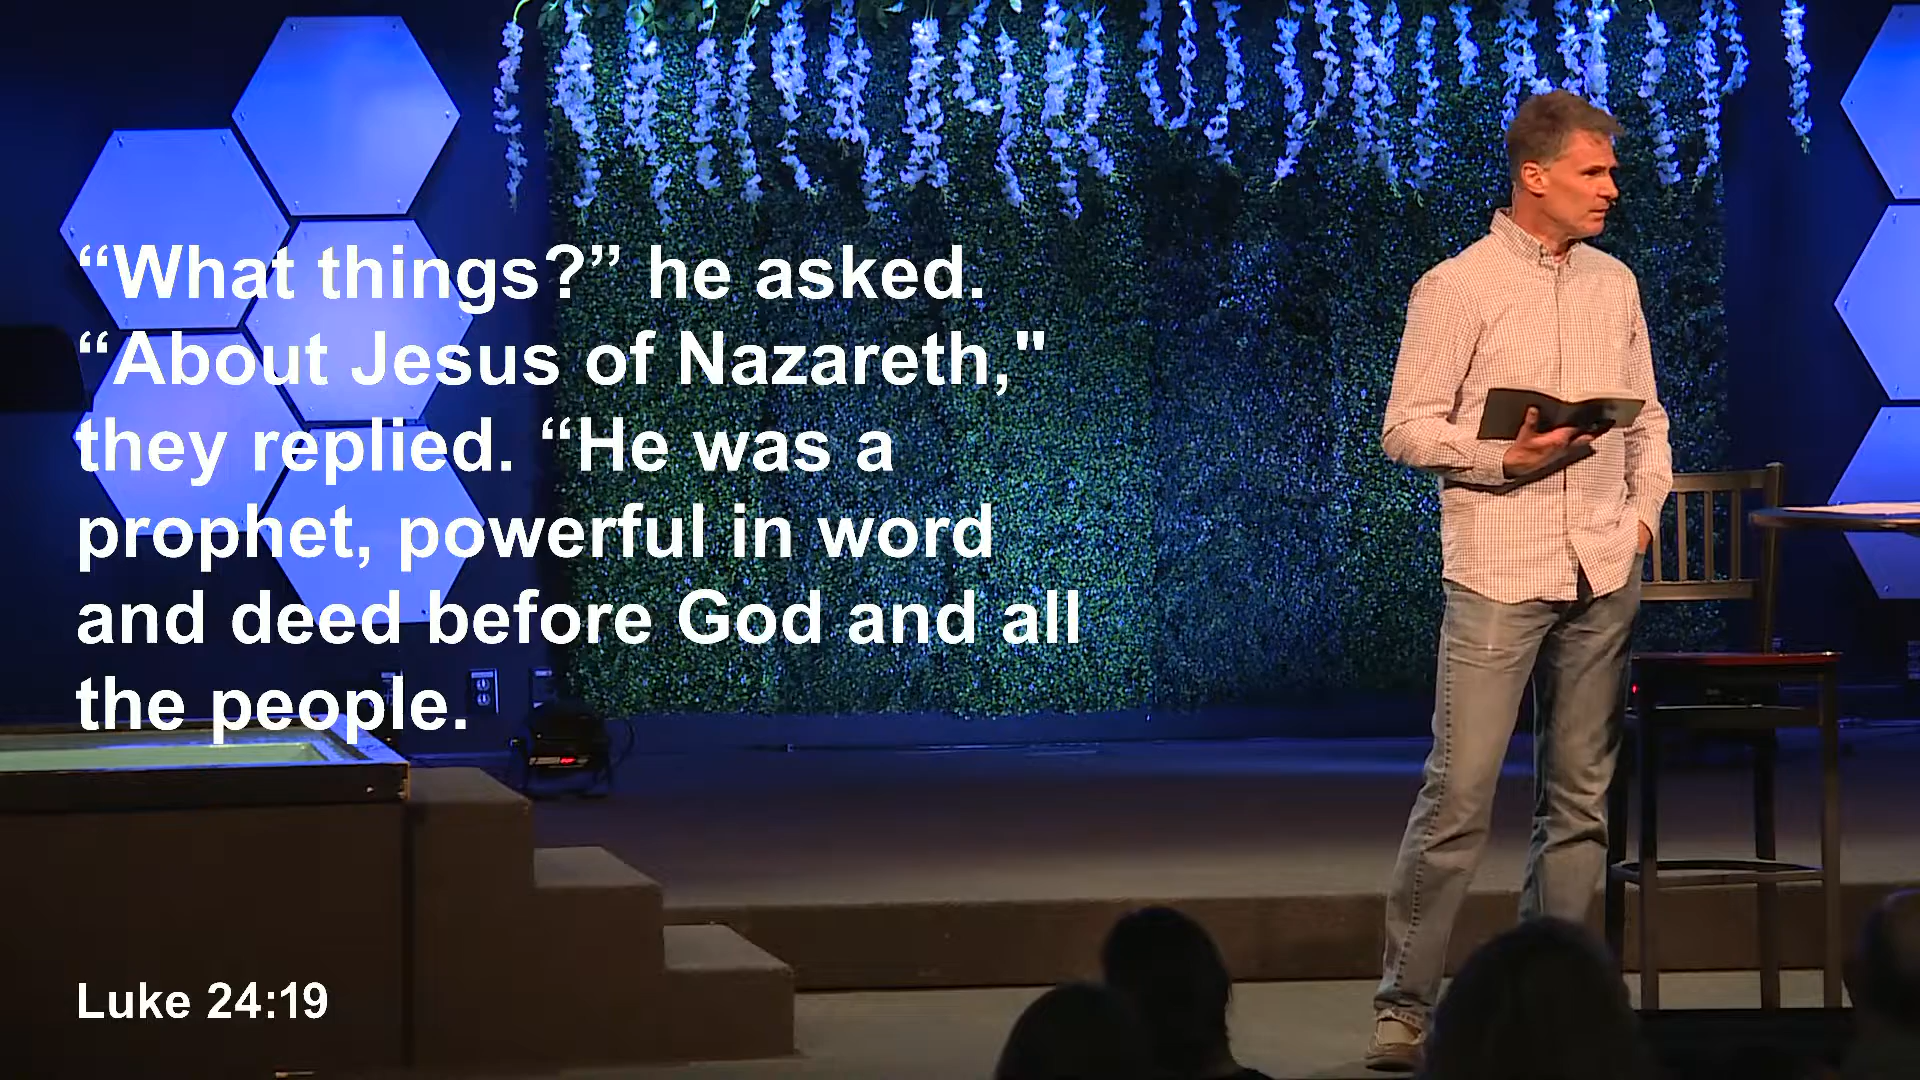 “What things?” he asked.
“About Jesus of Nazareth,"
they replied. “He was a
prophet, powerful in word
and deed before God and all
the people.
Luke 24:19